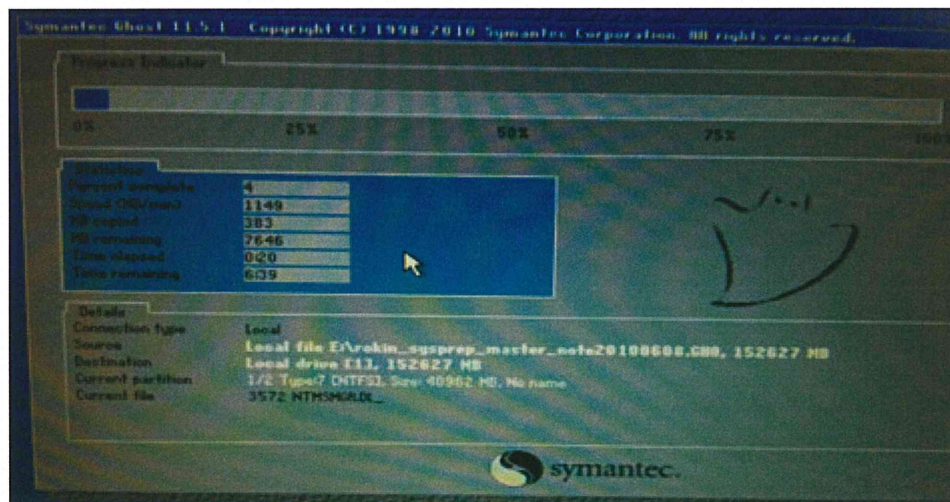 Symantec Ghost 11.5.1 Copyright (C) 1998-2010 Symantec Corporation. All rights reserved.
Progress Indicator
0% 25% 50% 75% 100%
Statistics
Percent complete 4
Speed (MB/min) 1149
MB copied 383
MB remaining 7646
Time elapsed 0:20
Time remaining 6:39
Details
Connection type Local
Source Local file E:\rokin_sysprep_master_note20100608.GHO, 152627 MB
Destination Local drive [1], 152627 MB
Current partition 1/2 Type:7 [NTFS], Size: 40962 MB, No name
Current file 3572 NTMSMGR.DL_
symantec.